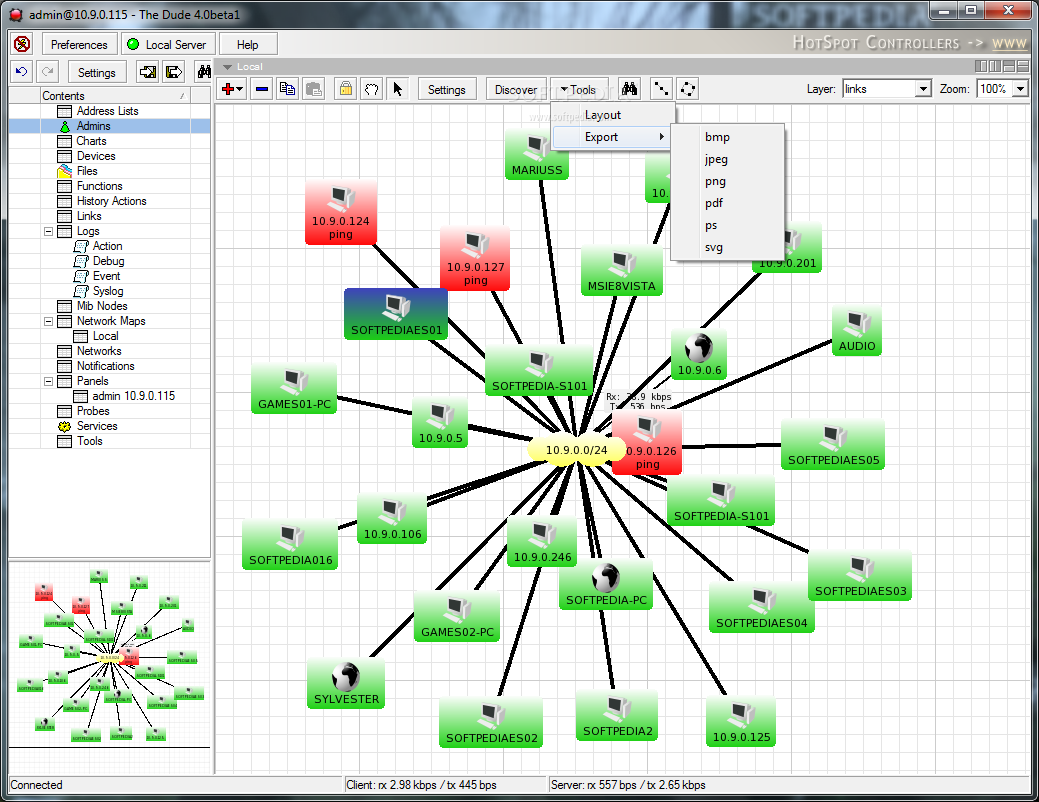 admin@10.9.0.115 - The Dude 4.0beta1
SOFTPEDIA
Preferences
Local Server
Help
HotSpot Controllers -> www
Settings
Local
Settings
Discover
Tools
Layer:
links
Zoom:
100%
Contents
Address Lists
Admins
Charts
Devices
Files
Functions
History Actions
Links
Logs
Action
Debug
Event
Syslog
Mib Nodes
Network Maps
Local
Networks
Notifications
Panels
admin 10.9.0.115
Probes
Services
Tools
Layout
Export
bmp
jpeg
png
pdf
ps
svg
MARIUSS
10.
10.9.0.124
ping
10.9.0.127
ping
MSIE8VISTA
10.9.0.201
SOFTPEDIAES01
AUDIO
10.9.0.6
SOFTPEDIA-S101
GAMES01-PC
10.9.0.5
10.9.0.0/24
10.9.0.126
ping
SOFTPEDIAES05
SOFTPEDIA-S101
10.9.0.106
SOFTPEDIA016
10.9.0.246
SOFTPEDIA-PC
SOFTPEDIAES03
SOFTPEDIAES04
GAMES02-PC
SYLVESTER
SOFTPEDIAES02
SOFTPEDIA2
10.9.0.125
Connected
Client: rx 2.98 kbps / tx 445 bps
Server: rx 557 bps / tx 2.65 kbps